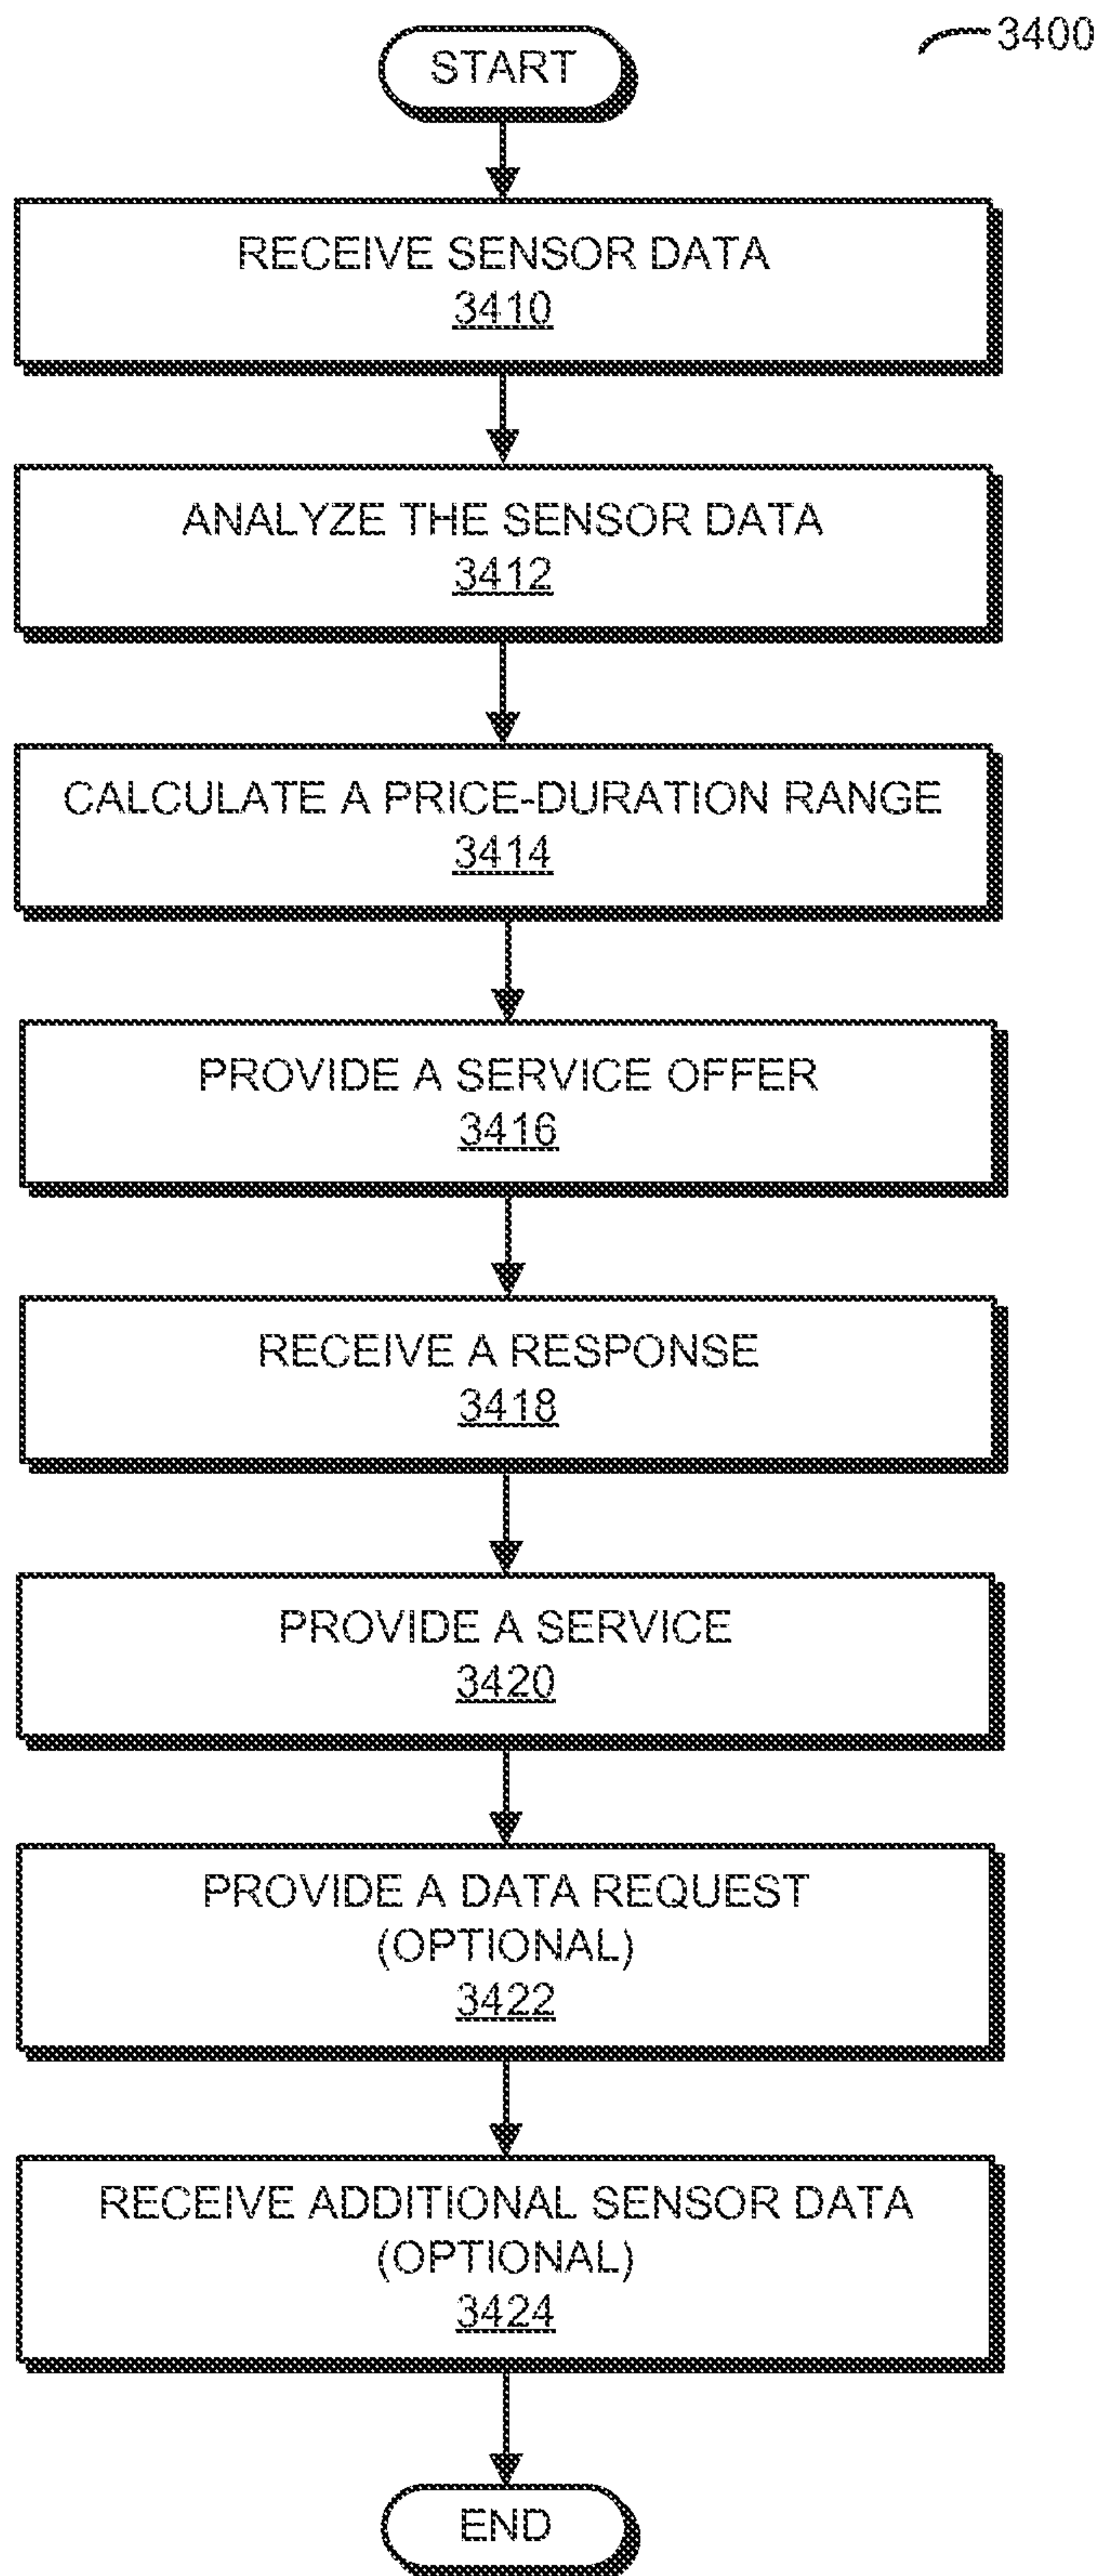 3400
START
RECEIVE SENSOR DATA
3410
ANALYZE THE SENSOR DATA
3412
CALCULATE A PRICE-DURATION RANGE
3414
PROVIDE A SERVICE OFFER
3416
RECEIVE A RESPONSE
3418
PROVIDE A SERVICE
3420
PROVIDE A DATA REQUEST
(OPTIONAL)
3422
RECEIVE ADDITIONAL SENSOR DATA
(OPTIONAL)
3424
END